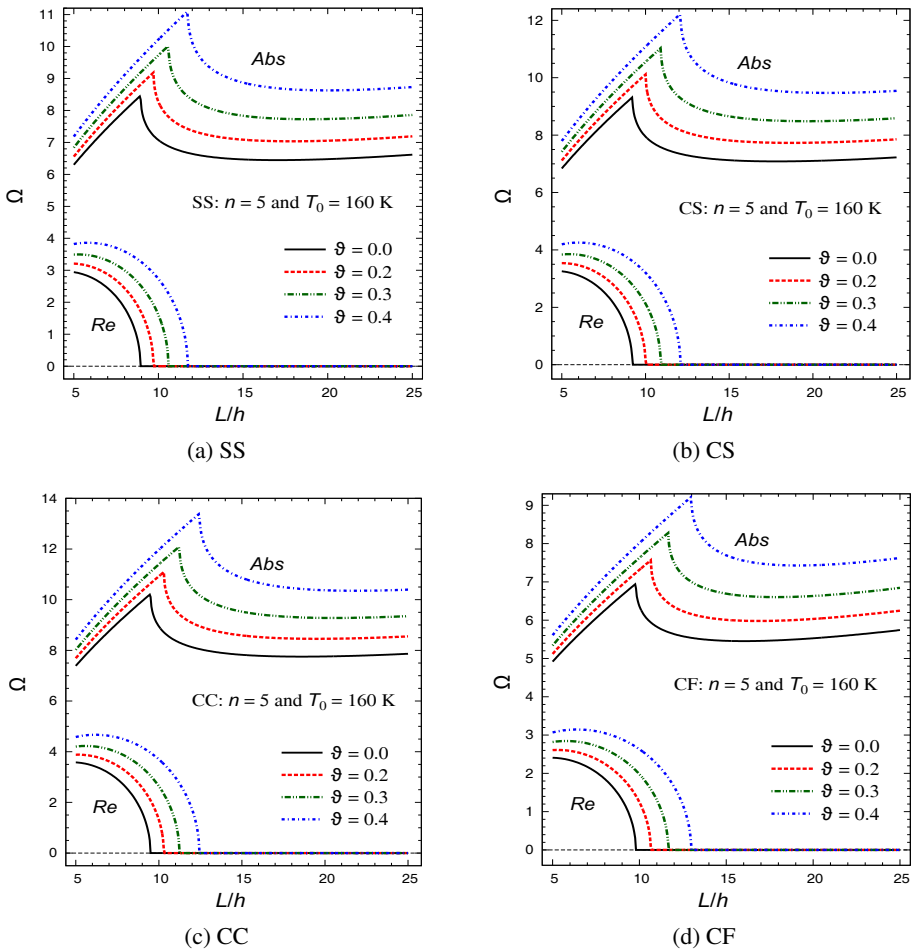 11
10
9
8
7
6
5
4
3
2
1
0
Ω
Abs
SS: n = 5 and T0 = 160 K
ϑ = 0.0
ϑ = 0.2
ϑ = 0.3
ϑ = 0.4
Re
5 10 15 20 25
L/h
(a) SS
12
10
8
6
4
2
0
Ω
Abs
CS: n = 5 and T0 = 160 K
ϑ = 0.0
ϑ = 0.2
ϑ = 0.3
ϑ = 0.4
Re
5 10 15 20 25
L/h
(b) CS
14
12
10
8
6
4
2
0
Ω
Abs
CC: n = 5 and T0 = 160 K
ϑ = 0.0
ϑ = 0.2
ϑ = 0.3
ϑ = 0.4
Re
5 10 15 20 25
L/h
(c) CC
9
8
7
6
5
4
3
2
1
0
Ω
Abs
CF: n = 5 and T0 = 160 K
ϑ = 0.0
ϑ = 0.2
ϑ = 0.3
ϑ = 0.4
Re
5 10 15 20 25
L/h
(d) CF